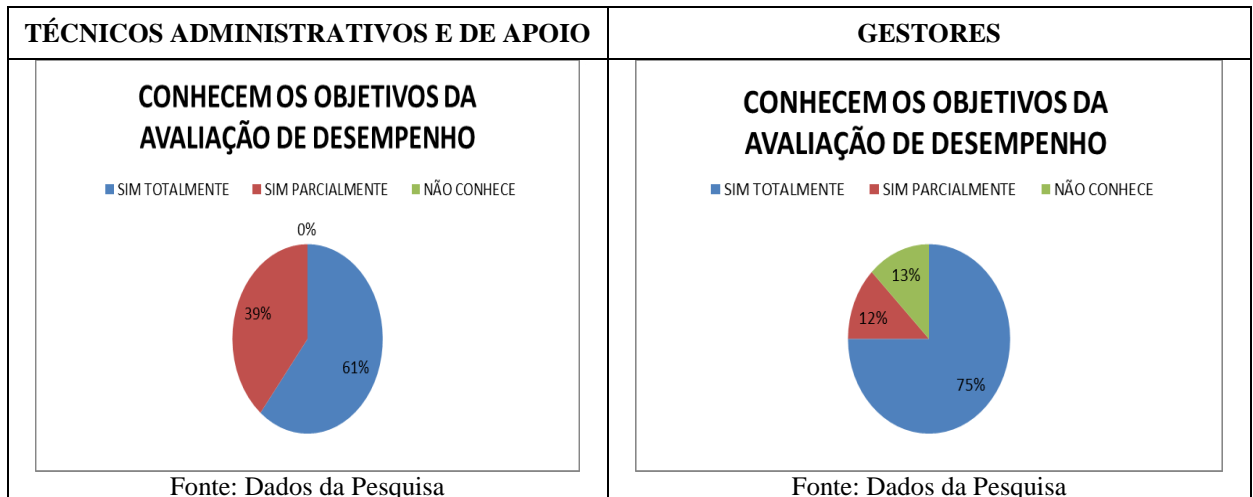 TÉCNICOS ADMINISTRATIVOS E DE APOIO
CONHECEM OS OBJETIVOS DA
AVALIAÇÃO DE DESEMPENHO
SIM TOTALMENTE SIM PARCIALMENTE NÃO CONHECE
0%
39%
61%
Fonte: Dados da Pesquisa
GESTORES
CONHECEM OS OBJETIVOS DA
AVALIAÇÃO DE DESEMPENHO
SIM TOTALMENTE SIM PARCIALMENTE NÃO CONHECE
13%
12%
75%
Fonte: Dados da Pesquisa